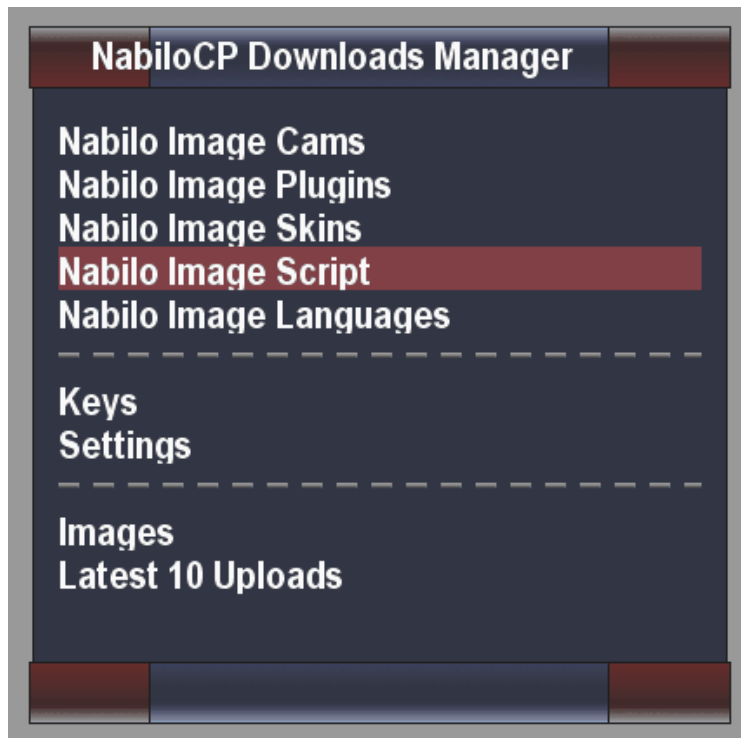 NabiloCP Downloads Manager
Nabilo Image Cams
Nabilo Image Plugins
Nabilo Image Skins
Nabilo Image Script
Nabilo Image Languages
Keys
Settings
Images
Latest 10 Uploads